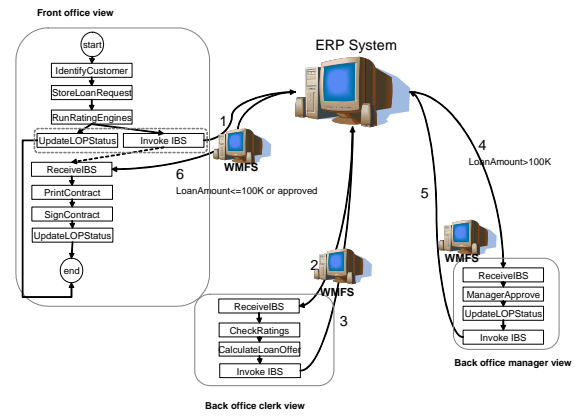 Front office view
start
IdentifyCustomer
StoreLoanRequest
RunRatingEngines
UpdateLOPStatus
Invoke IBS
ReceiveIBS
PrintContract
SignContract
UpdateLOPStatus
end
1
WMFS
6
LoanAmount<=100K or approved
ERP System
4
LoanAmount>100K
5
WMFS
ReceiveIBS
ManagerApprove
UpdateLOPStatus
Invoke IBS
Back office manager view
2
WMFS
3
ReceiveIBS
CheckRatings
CalculateLoanOffer
Invoke IBS
Back office clerk view